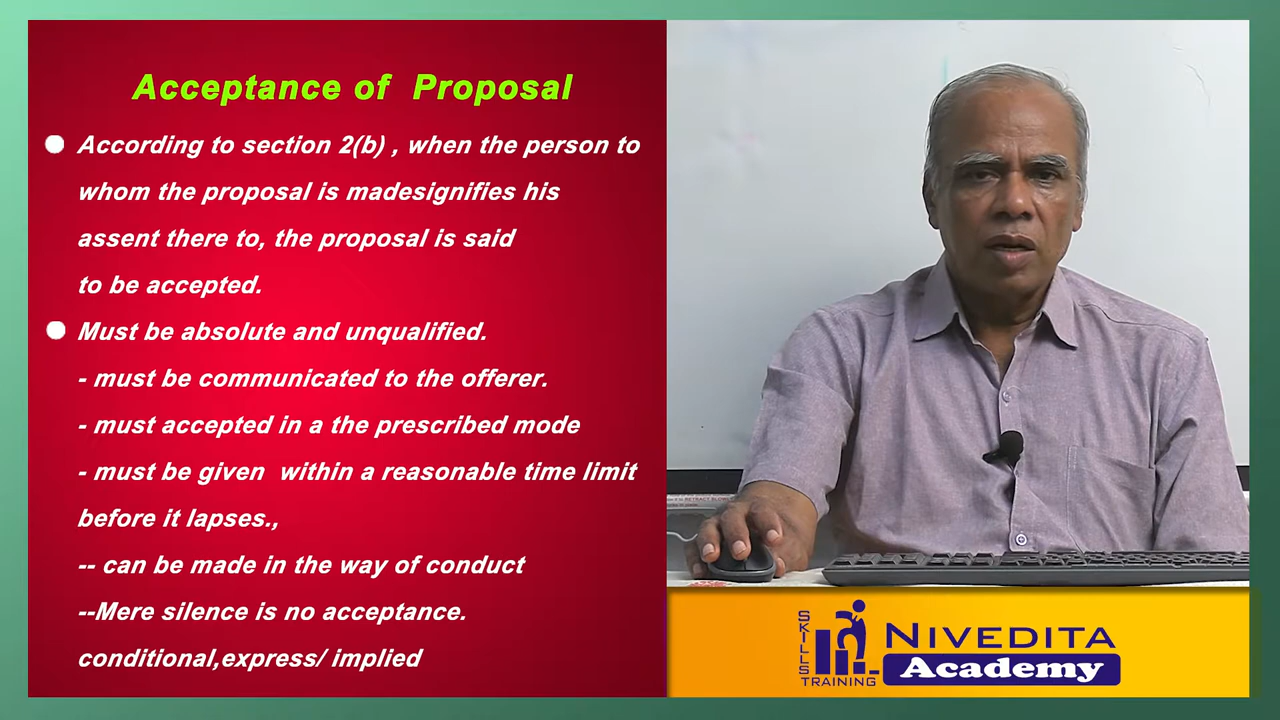 Acceptance of Proposal
According to section 2(b) , when the person to
whom the proposal is madesignifies his
assent there to, the proposal is said
to be accepted.
Must be absolute and unqualified.
- must be communicated to the offerer.
- must accepted in a the prescribed mode
- must be given within a reasonable time limit
before it lapses.,
-- can be made in the way of conduct
--Mere silence is no acceptance.
conditional,express/ implied
SKILLS
TRAINING
NIVEDITA
Academy